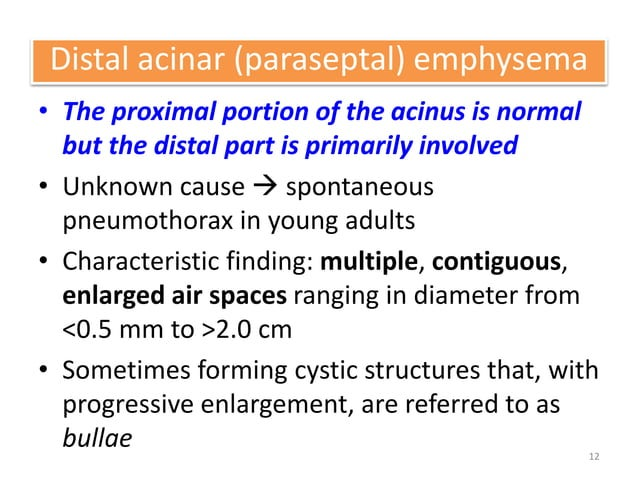 Distal acinar (paraseptal) emphysema
• The proximal portion of the acinus is normal
but the distal part is primarily involved
• Unknown cause → spontaneous
pneumothorax in young adults
• Characteristic finding: multiple, contiguous,
enlarged air spaces ranging in diameter from
<0.5 mm to >2.0 cm
• Sometimes forming cystic structures that, with
progressive enlargement, are referred to as
bullae
12